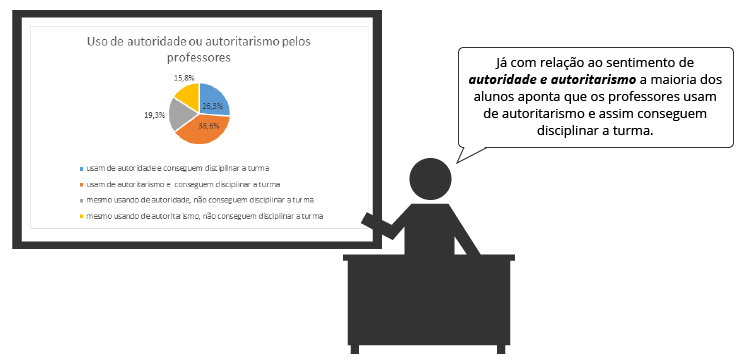 Uso de autoridade ou autoritarismo pelos
professores
15,8%
26,3%
19,3%
38,6%
usam de autoridade e conseguem disciplinar a turma
usam de autoritarismo e conseguem disciplinar a turma
mesmo usando de autoridade, não conseguem disciplinar a turma
mesmo usando de autoritarismo, não conseguem disciplinar a turma
Já com relação ao sentimento de
autoridade e autoritarismo a maioria dos
alunos aponta que os professores usam
de autoritarismo e assim conseguem
disciplinar a turma.